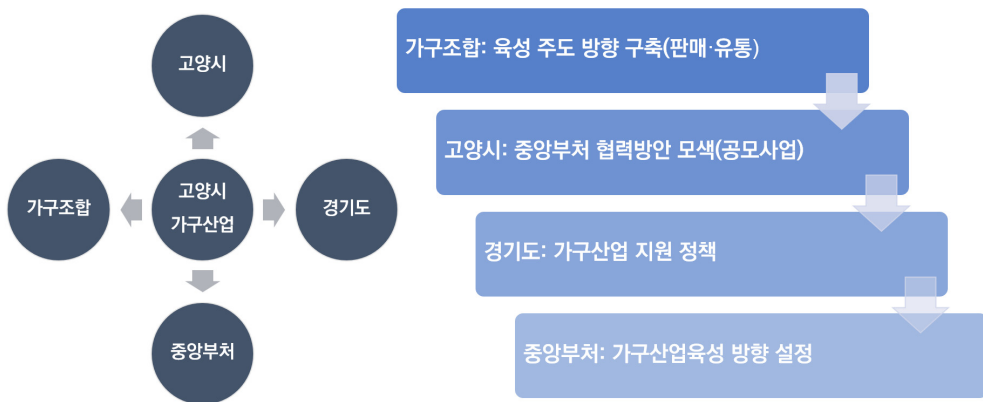 고양시
가구조합
고양시
가구산업
경기도
중앙부처
가구조합: 육성 주도 방향 구축(판매·유통)
고양시: 중앙부처 협력방안 모색(공모사업)
경기도: 가구산업 지원 정책
중앙부처: 가구산업육성 방향 설정